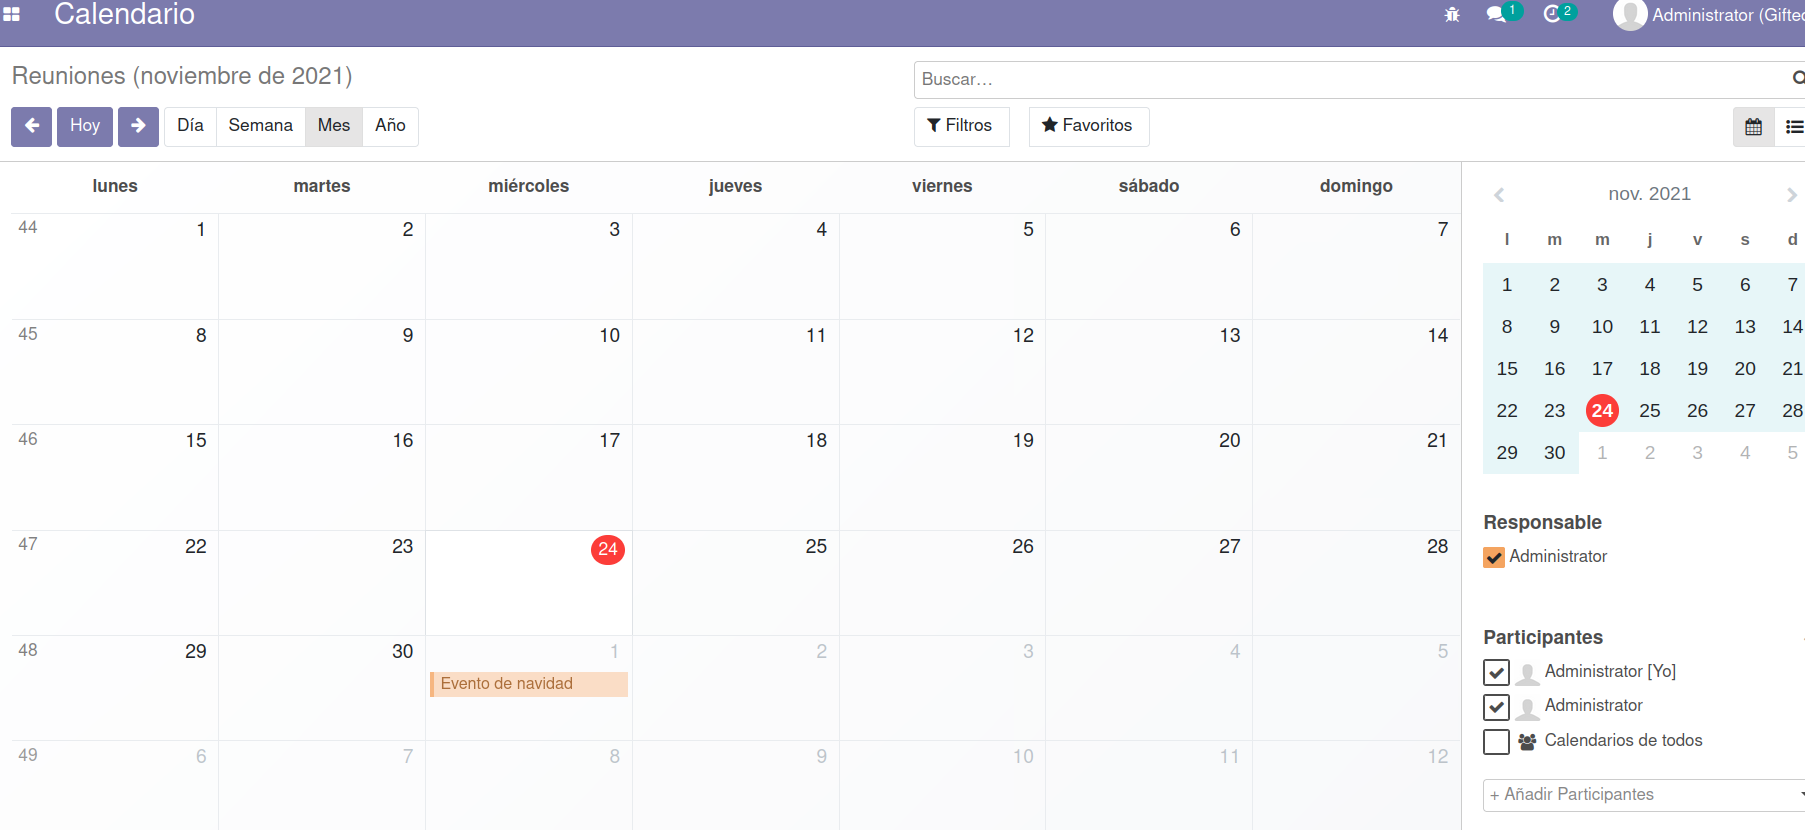 Calendario
1
2
Administrator (Gifted
Reuniones (noviembre de 2021)
Buscar...
Hoy
Día
Semana
Mes
Año
Filtros
Favoritos
lunes martes miércoles jueves viernes sábado domingo
44 1 2 3 4 5 6 7
45 8 9 10 11 12 13 14
46 15 16 17 18 19 20 21
47 22 23 24 25 26 27 28
48 29 30 1 2 3 4 5
Evento de navidad
49 6 7 8 9 10 11 12
nov. 2021
l m m j v s d
1 2 3 4 5 6 7
8 9 10 11 12 13 14
15 16 17 18 19 20 21
22 23 24 25 26 27 28
29 30 1 2 3 4 5
Responsable
Administrator
Participantes
Administrator [Yo]
Administrator
Calendarios de todos
+ Añadir Participantes